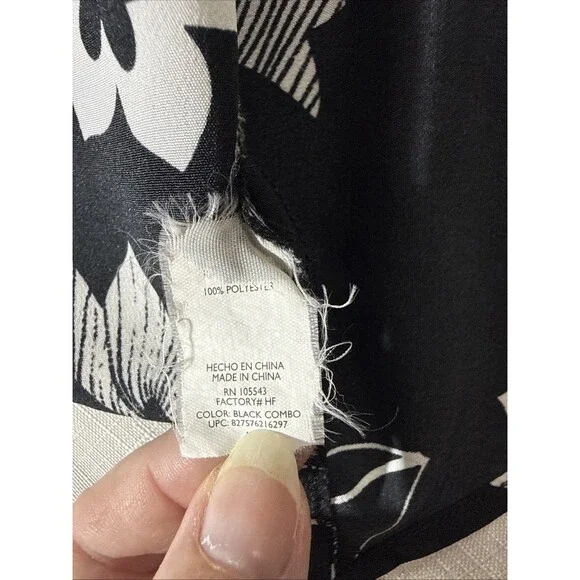 100% POLYESTER
HECHO EN CHINA
MADE IN CHINA
RN 105543
FACTORY# HF
COLOR: BLACK COMBO
UPC: 827576216297